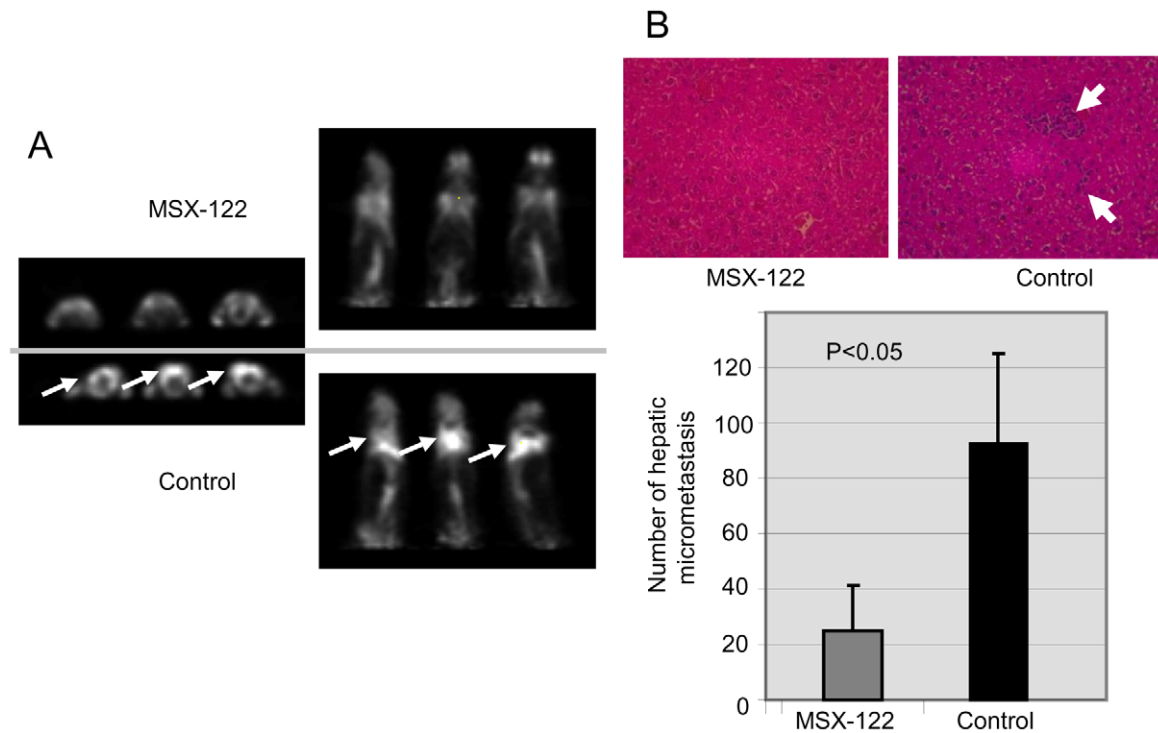 A
MSX-122
Control
B
MSX-122
Control
P<0.05
Number of hepatic
micrometastasis
120
100
80
60
40
20
0
MSX-122
Control